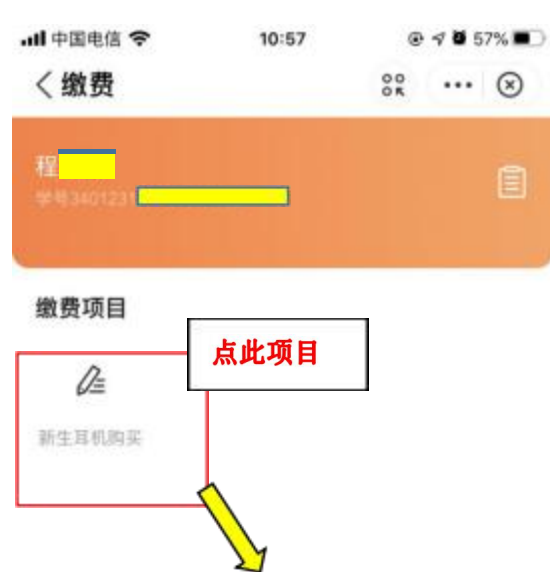 中国电信 10:57 57%
缴费
程
学号3401231
缴费项目
点此项目
新生耳机购买